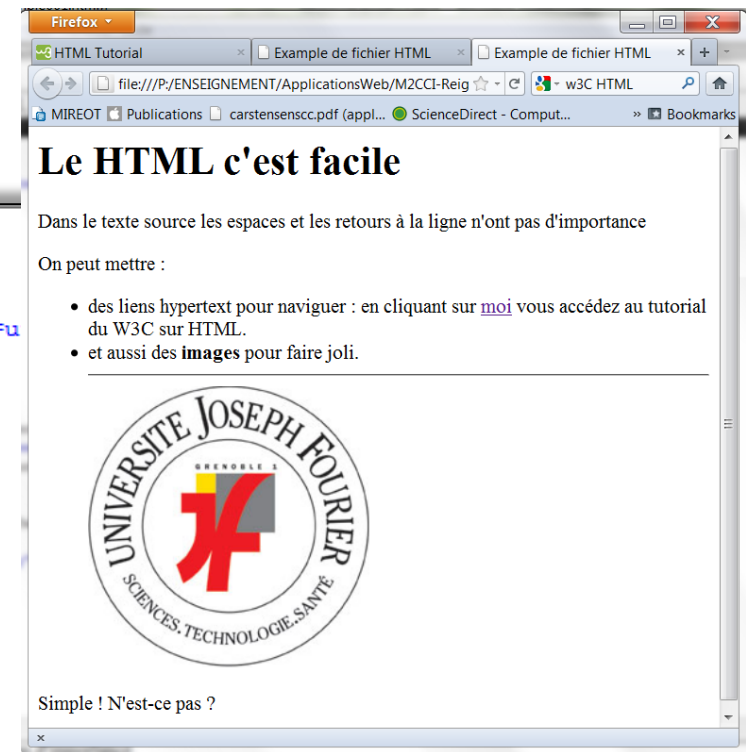 Firefox
HTML Tutorial
Example de fichier HTML
Example de fichier HTML
file:///P:/ENSEIGNEMENT/ApplicationsWeb/M2CCI-Reig
w3C HTML
MIREOT
Publications
carstensenscc.pdf (appl...
ScienceDirect - Comput...
»
Bookmarks
Le HTML c'est facile
Dans le texte source les espaces et les retours à la ligne n'ont pas d'importance
On peut mettre :
• des liens hypertext pour naviguer : en cliquant sur moi vous accédez au tutorial
du W3C sur HTML.
• et aussi des images pour faire joli.
UNIVERSITE JOSEPH FOURIER
GRENOBLE 1
SCIENCES. TECHNOLOGIE. SANTÉ
Simple ! N'est-ce pas ?